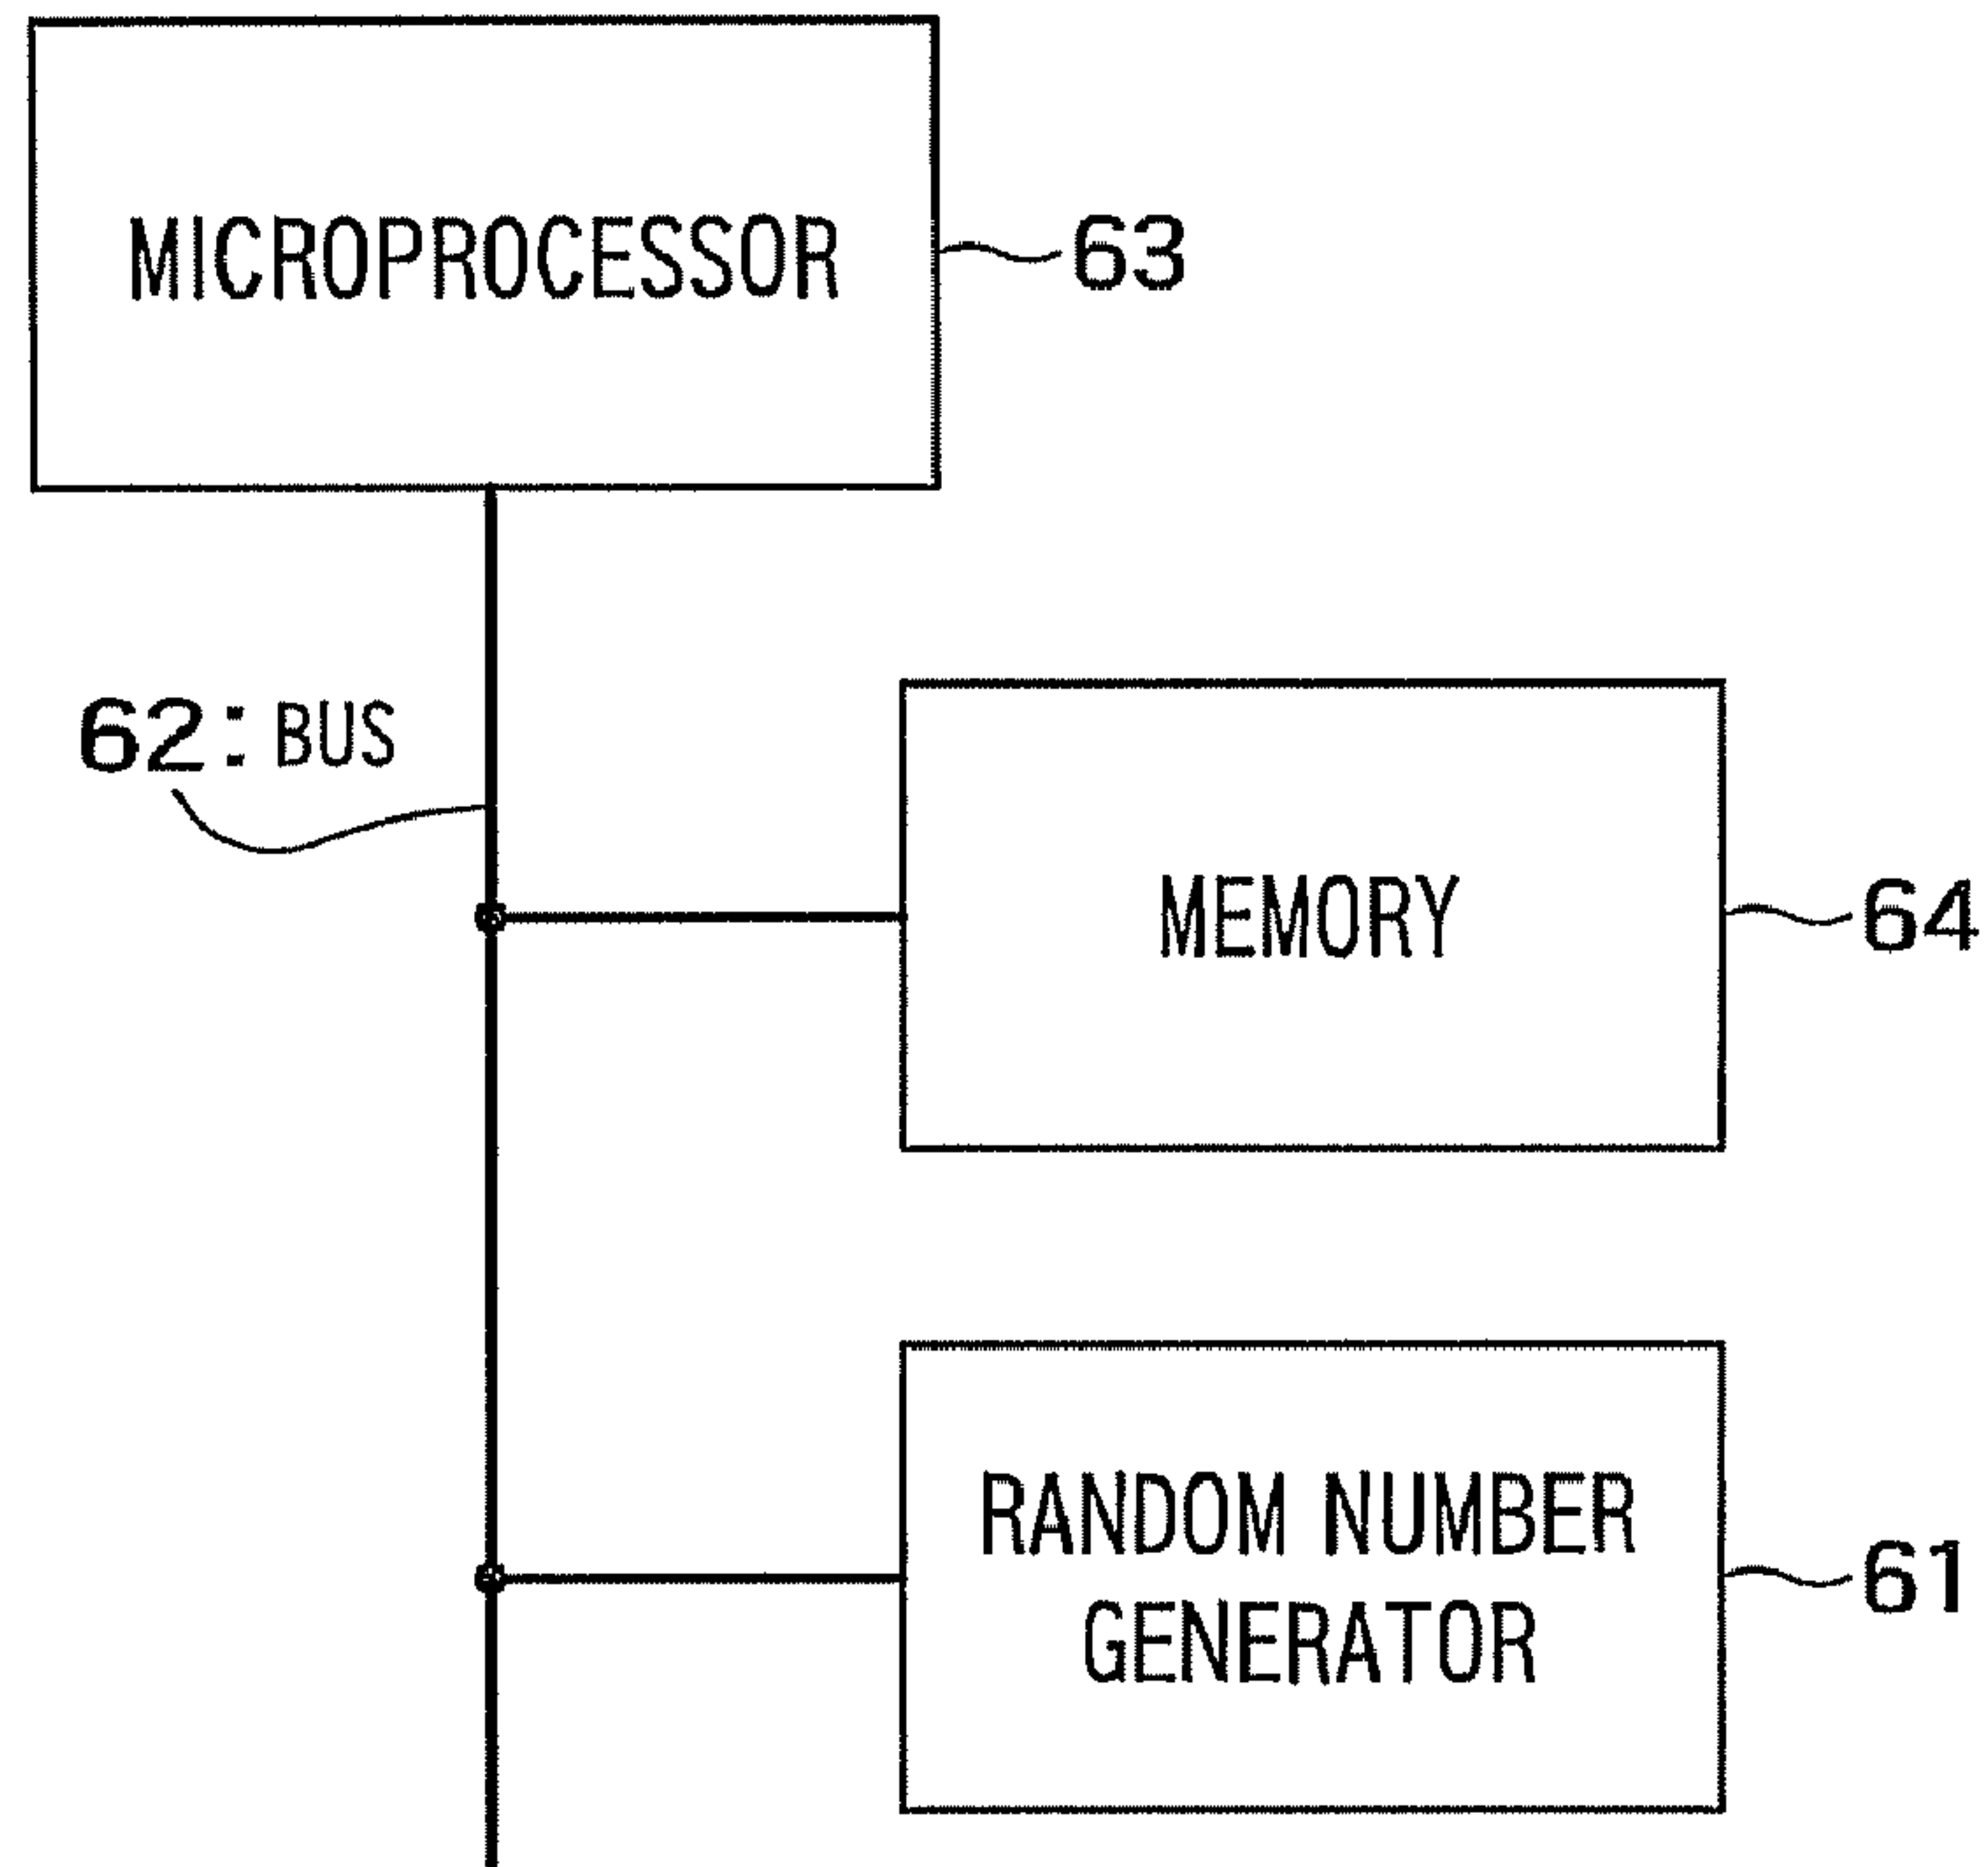 MICROPROCESSOR
63
62: BUS
MEMORY
64
RANDOM NUMBER
GENERATOR
61